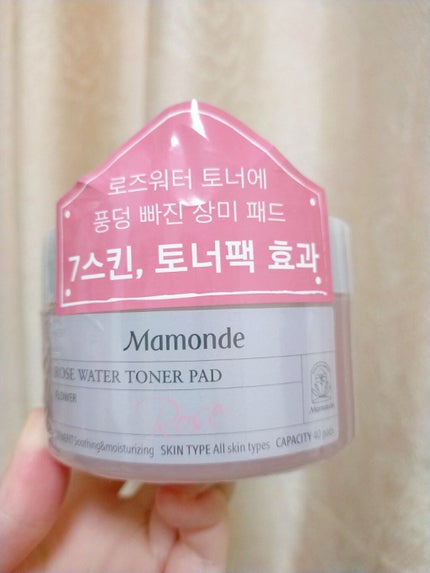 로즈워터 토너에
풍덩 빠진 장미 패드
7스킨, 토너팩 효과
Mamonde
ROSE WATER TONER PAD
FLOWER
Rose
Mamonde
Soothing&moisturizing SKIN TYPE All skin types CAPACITY 40 pads